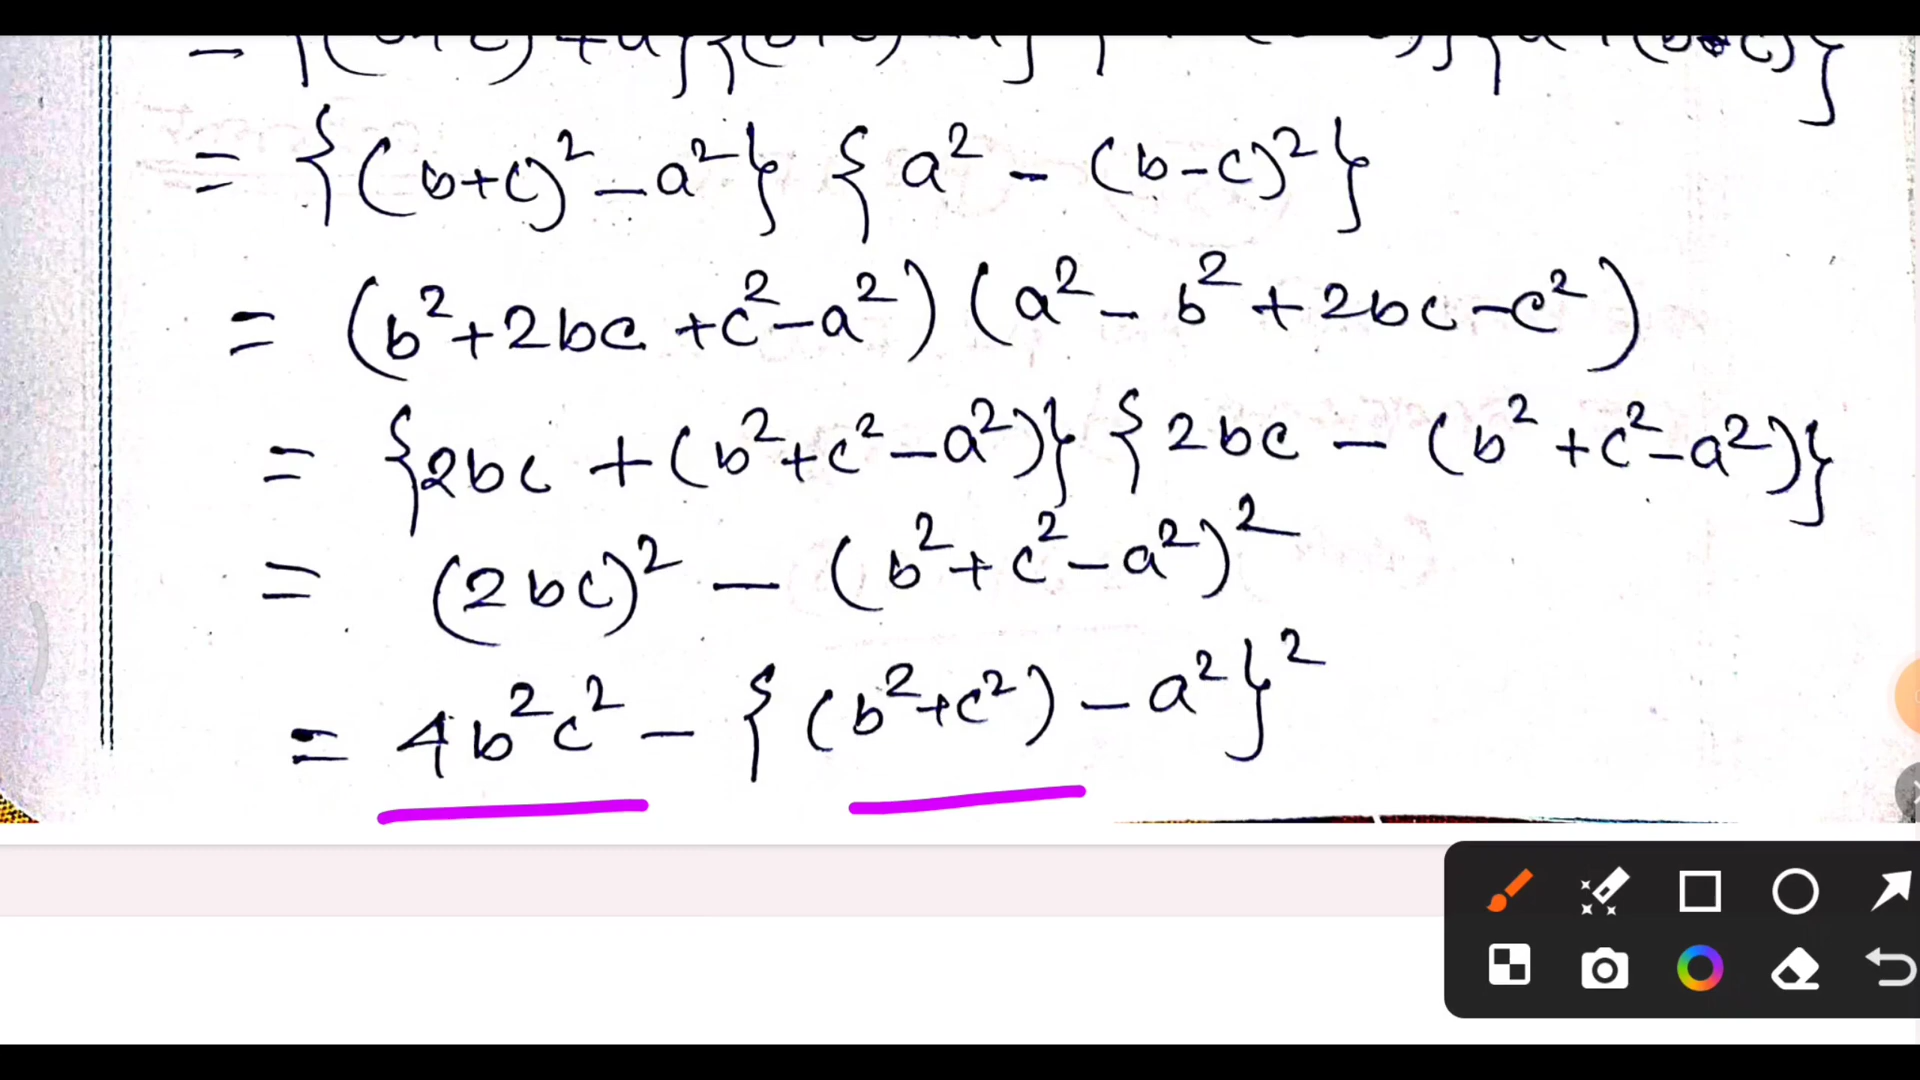 = {(b+c)² − a²} {a² − (b−c)²}
= (b² + 2bc + c² − a²) (a² − b² + 2bc − c²)
= {2bc + (b² + c² − a²)} {2bc − (b² + c² − a²)}
= (2bc)² − (b² + c² − a²)²
= 4b²c² − {(b² + c²) − a²}²